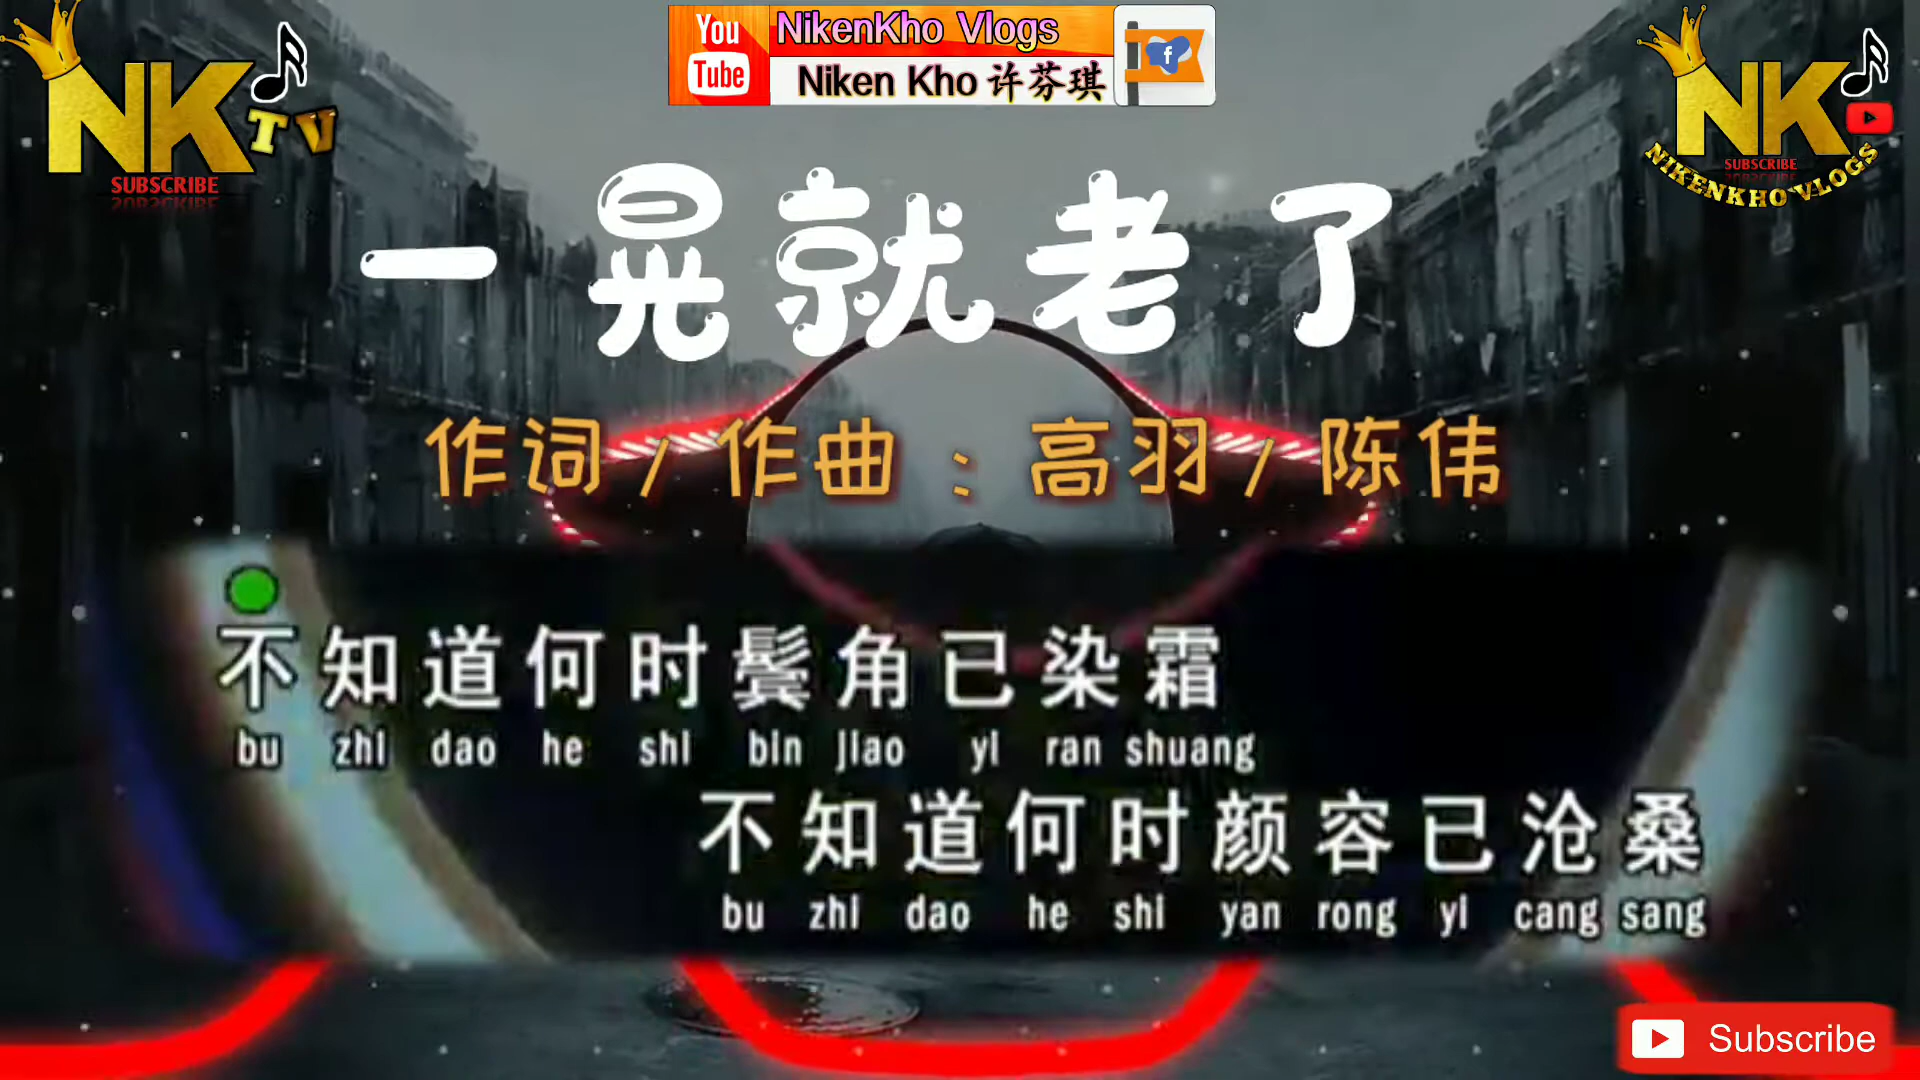 NK TV
SUBSCRIBE
You Tube
NikenKho Vlogs
Niken Kho 许芬琪
f
NK
SUBSCRIBE
NIKENKHO VLOGS
一晃就老了
作词 / 作曲 : 高羽 / 陈伟
不知道何时鬓角已染霜
bu zhi dao he shi bin jiao yi ran shuang
不知道何时颜容已沧桑
bu zhi dao he shi yan rong yi cang sang
Subscribe